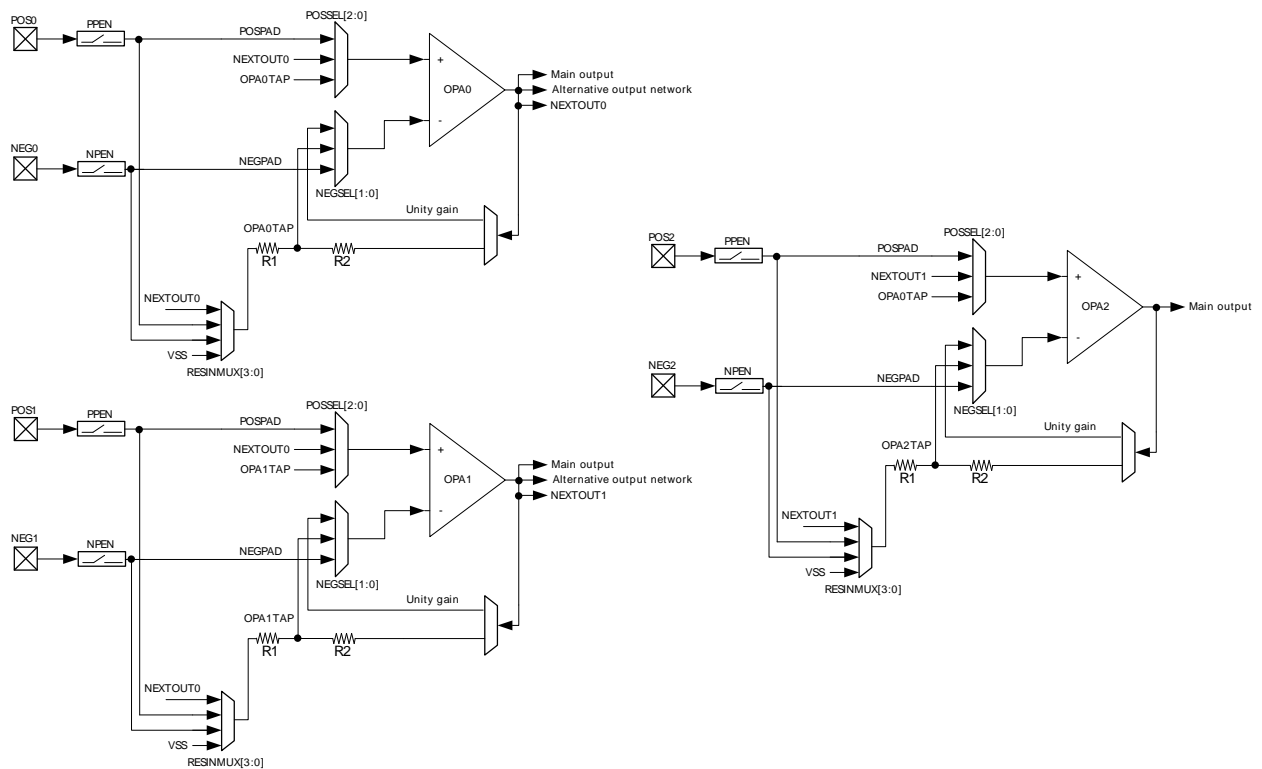 POSSEL[2:0]
POS0
PPEN
POSPAD
NEXTOUT0
OPA0TAP
+
OPA0
-
Main output
Alternative output network
NEXTOUT0
NEG0
NPEN
NEGPAD
NEGSEL[1:0]
Unity gain
OPA0TAP
R1
R2
NEXTOUT0
VSS
RESINMUX[3:0]
POSSEL[2:0]
POS1
PPEN
POSPAD
NEXTOUT0
OPA1TAP
+
OPA1
-
Main output
Alternative output network
NEXTOUT1
NEG1
NPEN
NEGPAD
NEGSEL[1:0]
Unity gain
OPA1TAP
R1
R2
NEXTOUT0
VSS
RESINMUX[3:0]
POSSEL[2:0]
POS2
PPEN
POSPAD
NEXTOUT1
OPA0TAP
+
OPA2
-
Main output
NEG2
NPEN
NEGPAD
NEGSEL[1:0]
Unity gain
OPA2TAP
R1
R2
NEXTOUT1
VSS
RESINMUX[3:0]